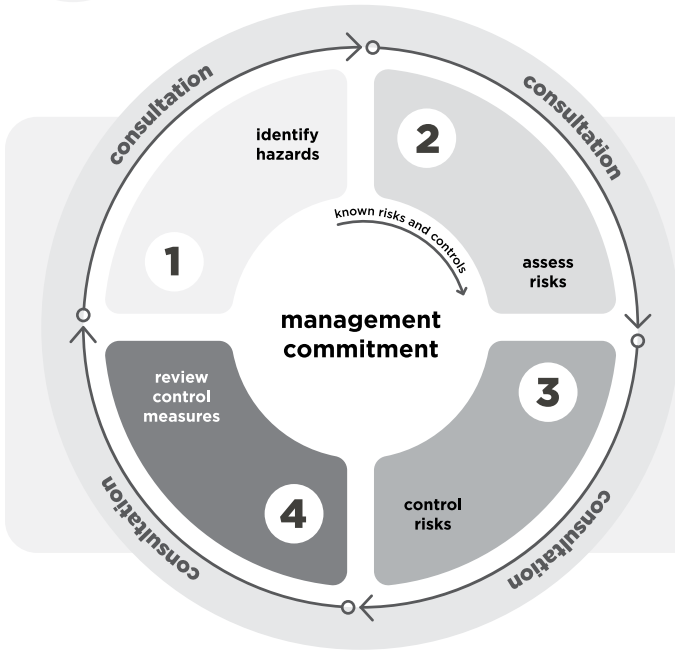 consultation
consultation
identify
hazards
2
known risks and controls
1
assess
risks
management
commitment
review
control
measures
3
4
control
risks
consultation
consultation